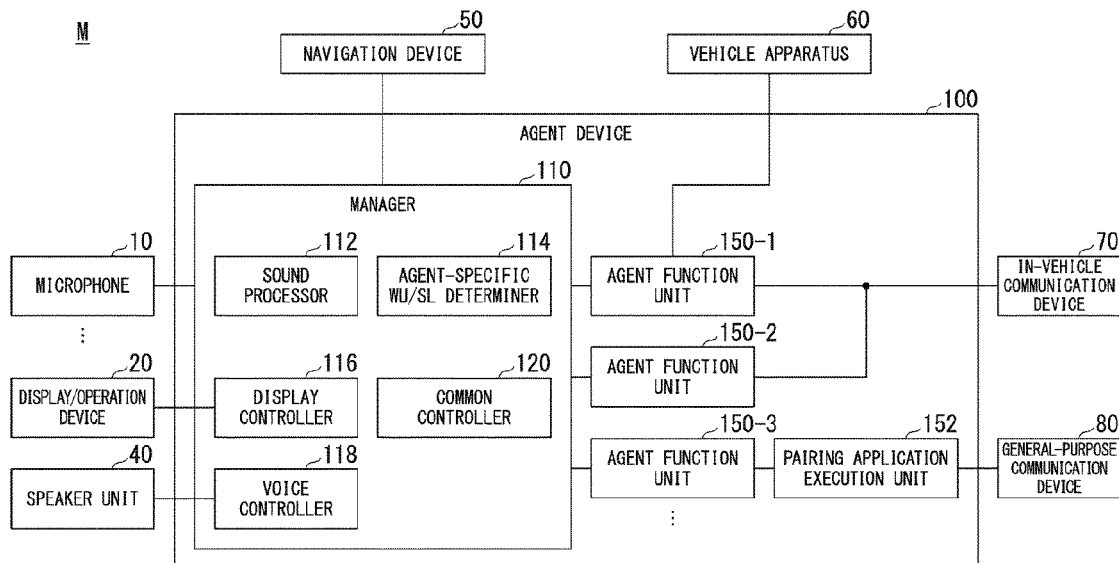 M
50
NAVIGATION DEVICE
60
VEHICLE APPARATUS
100
AGENT DEVICE
110
MANAGER
10
MICROPHONE
112
SOUND
PROCESSOR
114
AGENT-SPECIFIC
WU/SL DETERMINER
150-1
AGENT FUNCTION
UNIT
70
IN-VEHICLE
COMMUNICATION
DEVICE
...
150-2
AGENT FUNCTION
UNIT
20
DISPLAY/OPERATION
DEVICE
116
DISPLAY
CONTROLLER
120
COMMON
CONTROLLER
150-3
AGENT FUNCTION
UNIT
152
PAIRING APPLICATION
EXECUTION UNIT
80
GENERAL-PURPOSE
COMMUNICATION
DEVICE
40
SPEAKER UNIT
118
VOICE
CONTROLLER
...